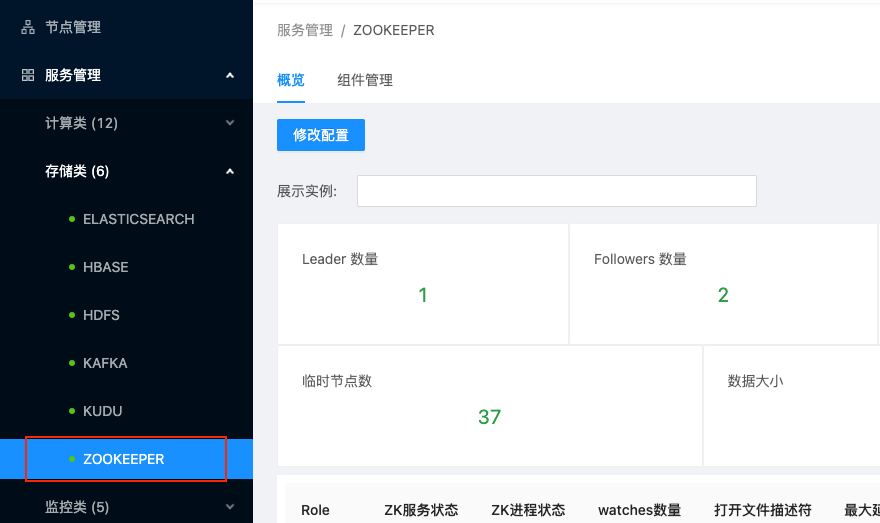 节点管理
服务管理
计算类 (12)
存储类 (6)
ELASTICSEARCH
HBASE
HDFS
KAFKA
KUDU
ZOOKEEPER
监控类 (5)
服务管理 / ZOOKEEPER
概览 组件管理
修改配置
展示实例:
Leader 数量 Followers 数量
1 2
临时节点数 数据大小
37
Role ZK服务状态 ZK进程状态 watches数量 打开文件描述符 最大